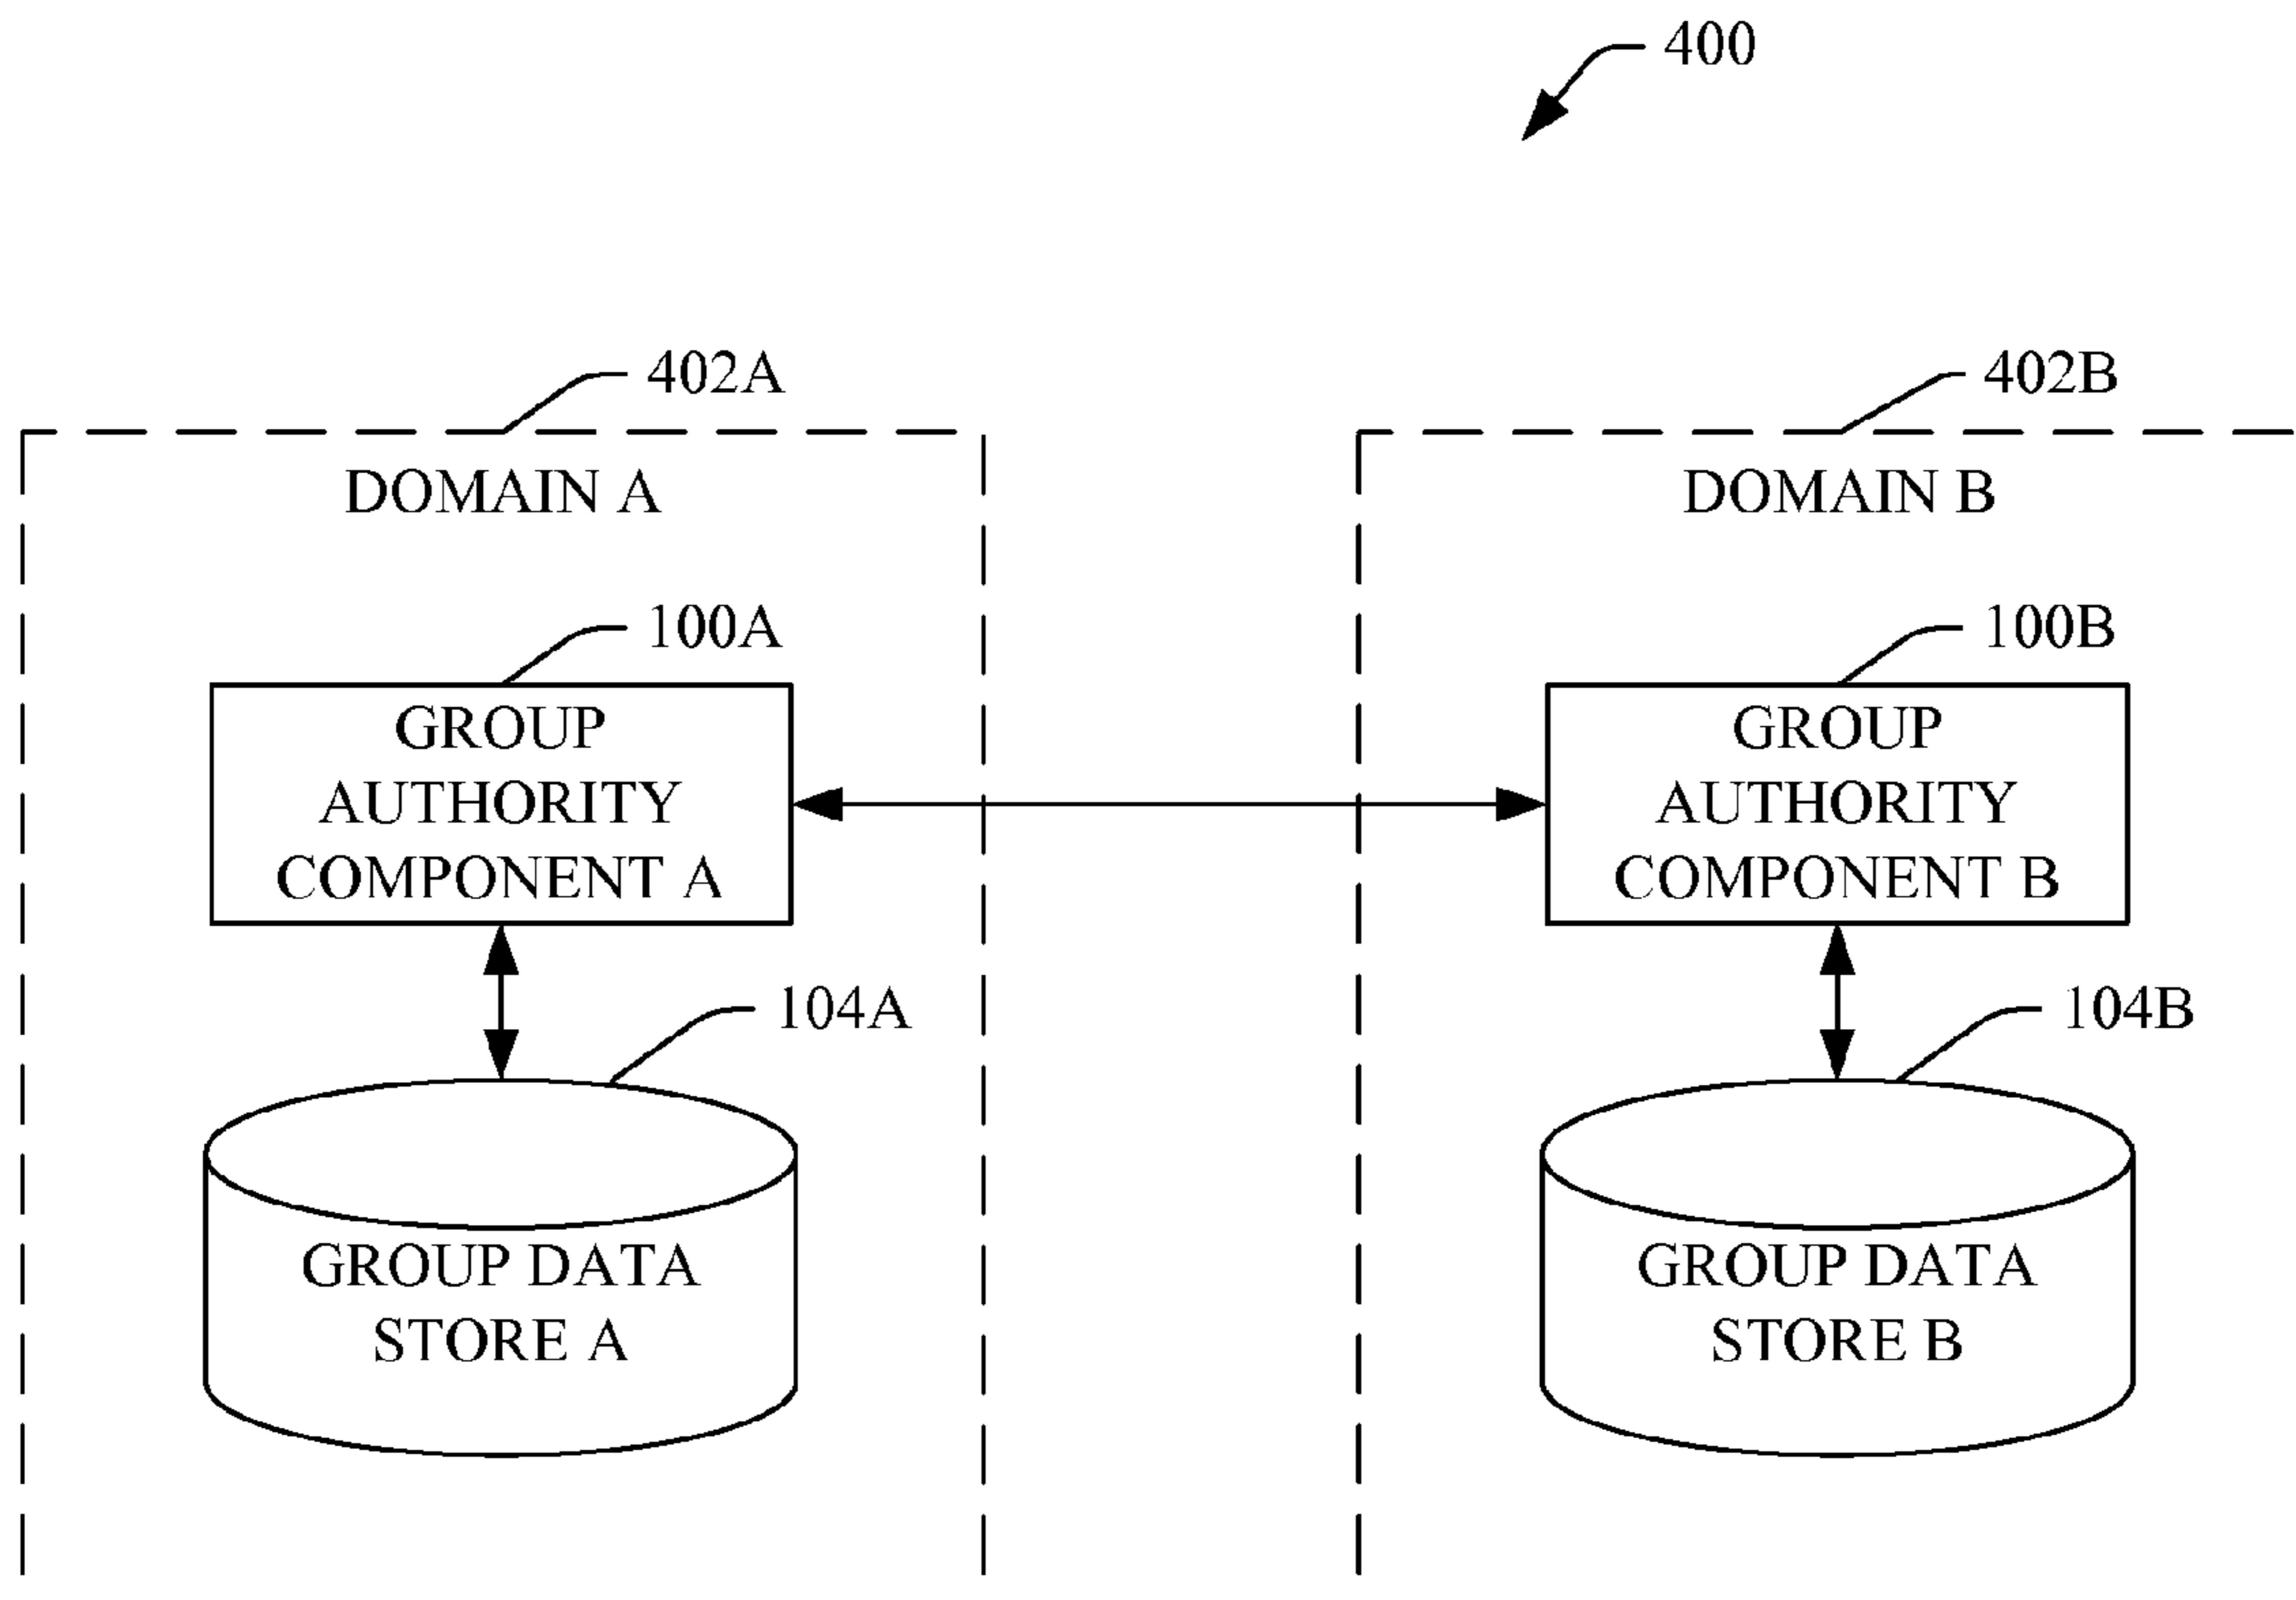 400
402A
402B
DOMAIN A
DOMAIN B
100A
100B
GROUP
AUTHORITY
COMPONENT A
GROUP
AUTHORITY
COMPONENT B
104A
104B
GROUP DATA
STORE A
GROUP DATA
STORE B